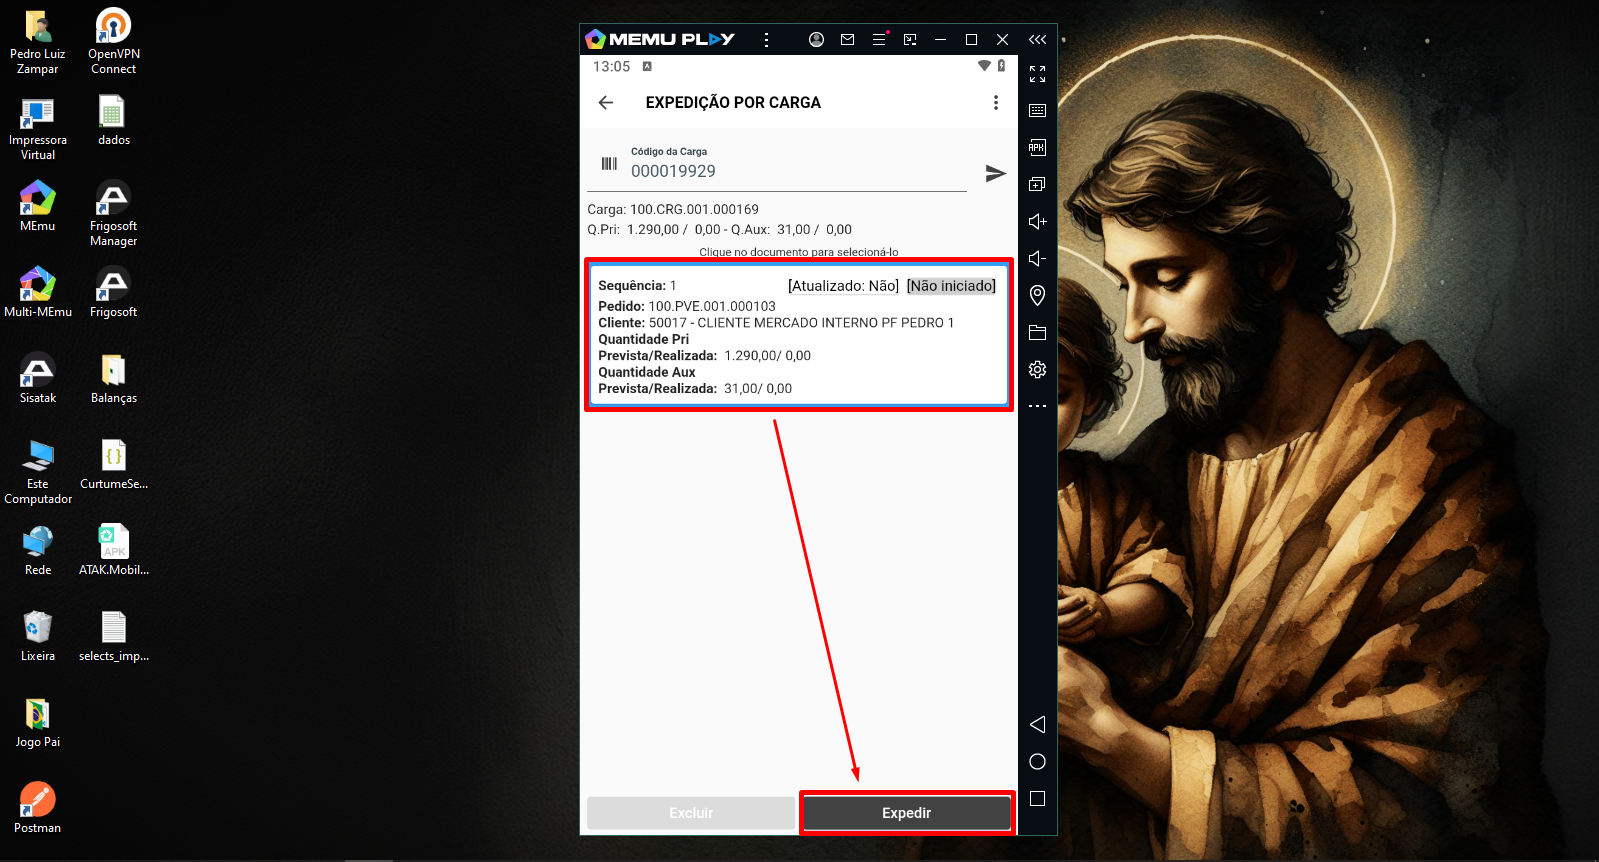 Pedro Luiz
Zampar
OpenVPN
Connect
Impressora
Virtual
dados
MEmu
Frigosoft
Manager
Multi-MEmu
Frigosoft
Sisatak
Balanças
Este
Computador
CurtumeSe...
Rede
APK
ATAK.Mobil...
Lixeira
selects_imp...
Jogo Pai
Postman
MEMU PLAY
13:05
EXPEDIÇÃO POR CARGA
Código da Carga
000019929
Carga: 100.CRG.001.000169
Q.Pri: 1.290,00 / 0,00 - Q.Aux: 31,00 / 0,00
Clique no documento para selecioná-lo
Sequência: 1 [Atualizado: Não] [Não iniciado]
Pedido: 100.PVE.001.000103
Cliente: 50017 - CLIENTE MERCADO INTERNO PF PEDRO 1
Quantidade Pri
Prevista/Realizada: 1.290,00/ 0,00
Quantidade Aux
Prevista/Realizada: 31,00/ 0,00
Excluir
Expedir
APK